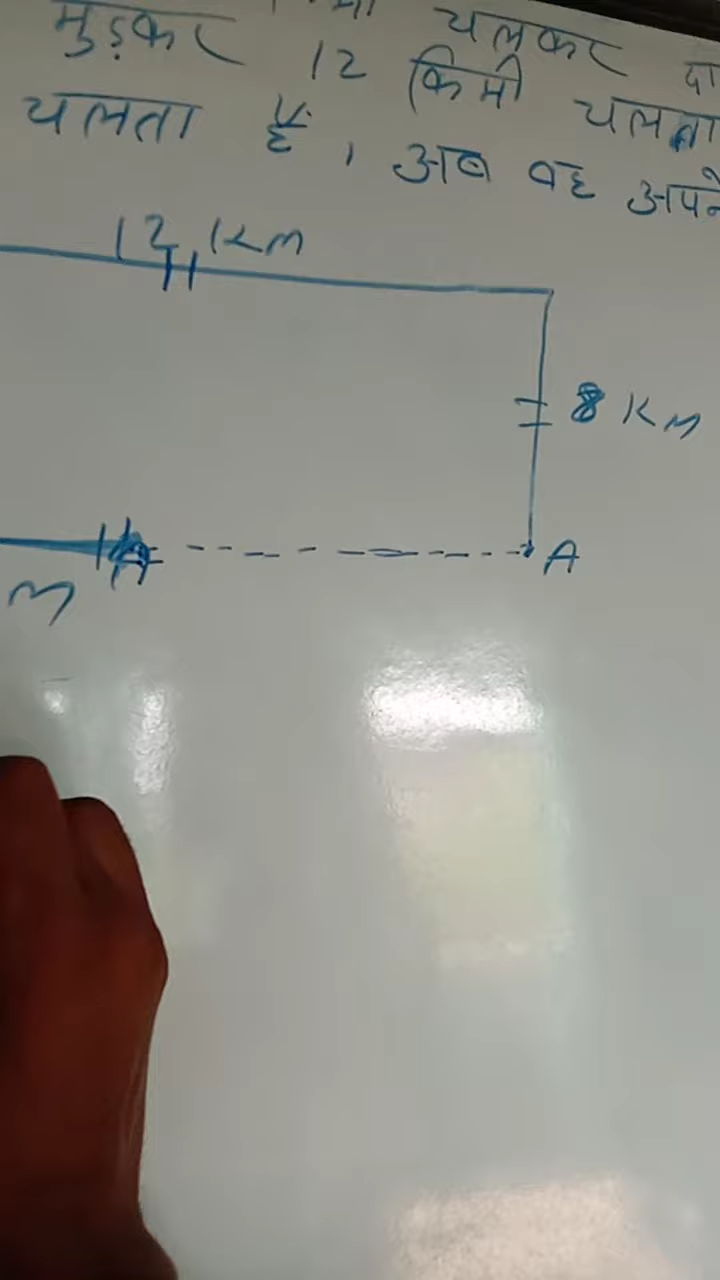 मुड़कर 12 किमी चलकर
चलता है, अब वह अपने
चलता
12 Km
8 Km
A
A
m